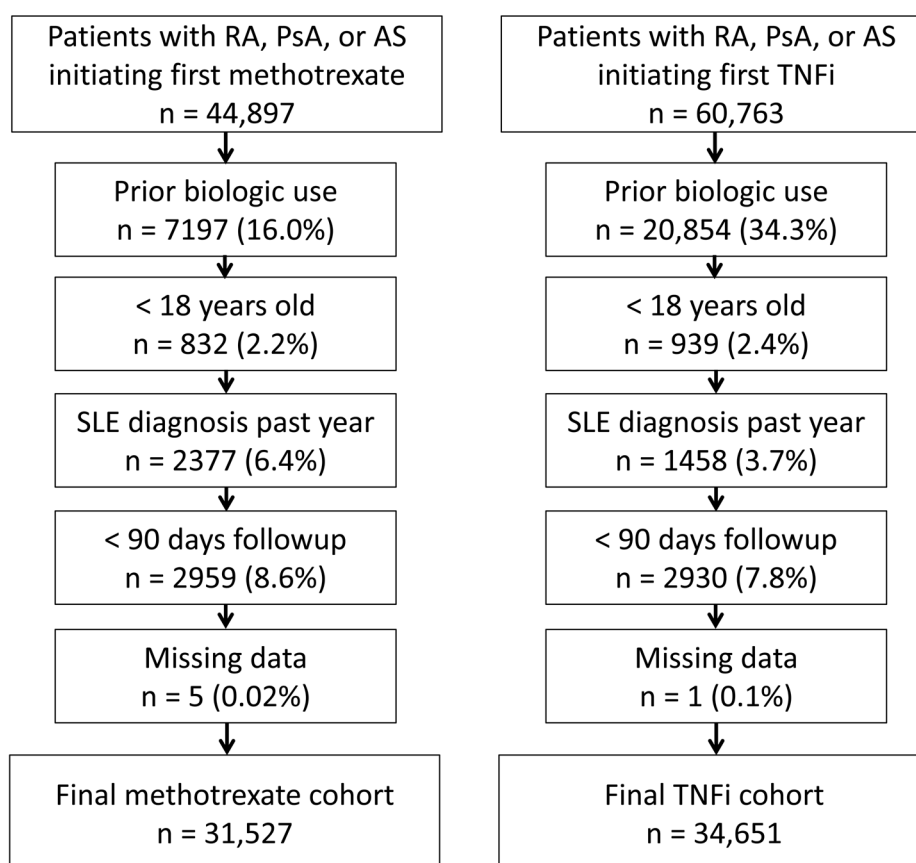 Patients with RA, PsA, or AS
initiating first methotrexate
n = 44,897
Prior biologic use
n = 7197 (16.0%)
< 18 years old
n = 832 (2.2%)
SLE diagnosis past year
n = 2377 (6.4%)
< 90 days followup
n = 2959 (8.6%)
Missing data
n = 5 (0.02%)
Final methotrexate cohort
n = 31,527
Patients with RA, PsA, or AS
initiating first TNFi
n = 60,763
Prior biologic use
n = 20,854 (34.3%)
< 18 years old
n = 939 (2.4%)
SLE diagnosis past year
n = 1458 (3.7%)
< 90 days followup
n = 2930 (7.8%)
Missing data
n = 1 (0.1%)
Final TNFi cohort
n = 34,651